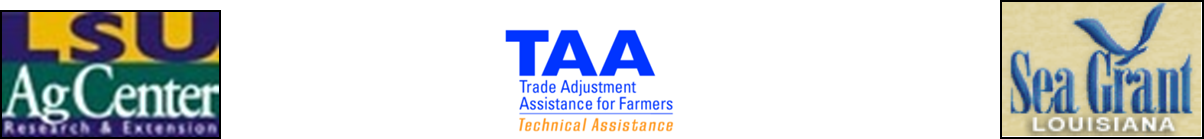 LSU
AgCenter
Research & Extension
TAA
Trade Adjustment
Assistance for Farmers
Technical Assistance
Sea Grant
LOUISIANA